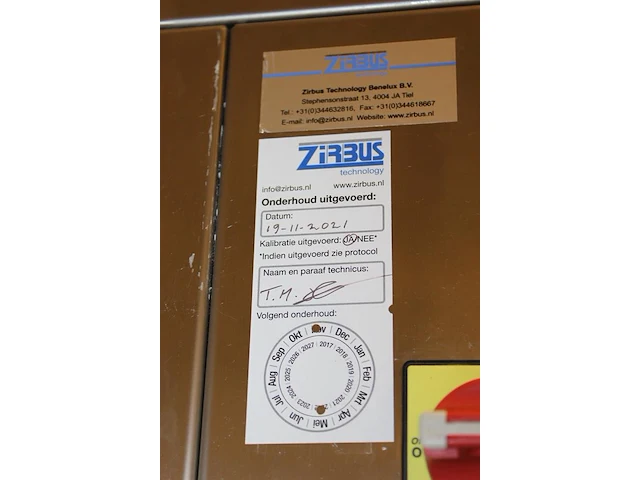 ZIRBUS
technology
Zirbus Technology Benelux B.V.
Stephensonstraat 13, 4004 JA Tiel
Tel.: +31(0)344632816, Fax: +31(0)344618667
E-mail: info@zirbus.nl Website: www.zirbus.nl
ZIRBUS
technology
info@zirbus.nl www.zirbus.nl
Onderhoud uitgevoerd:
Datum:
19-11-2021
Kalibratie uitgevoerd: JA/NEE*
*Indien uitgevoerd zie protocol
Naam en paraaf technicus:
T.M.
Volgend onderhoud:
Jan Feb Mrt Apr Mei Jun Jul Aug Sep Okt Nov Dec
2017 2018 2019 2020 2021 2023 2024 2025 2026 2027